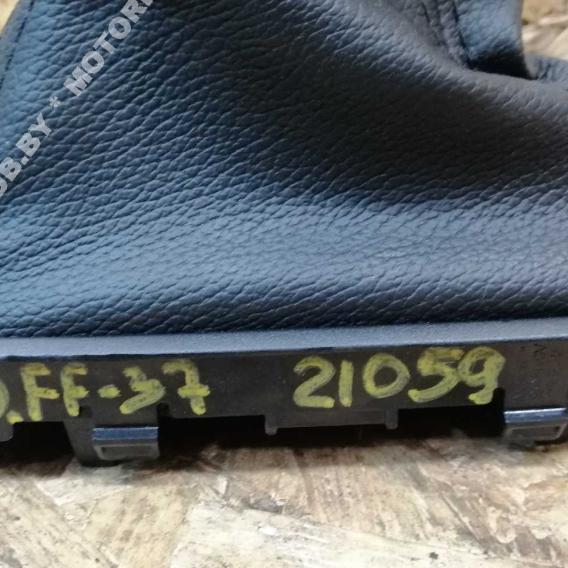 OB.BY * MOTOR
.FF-37 21059